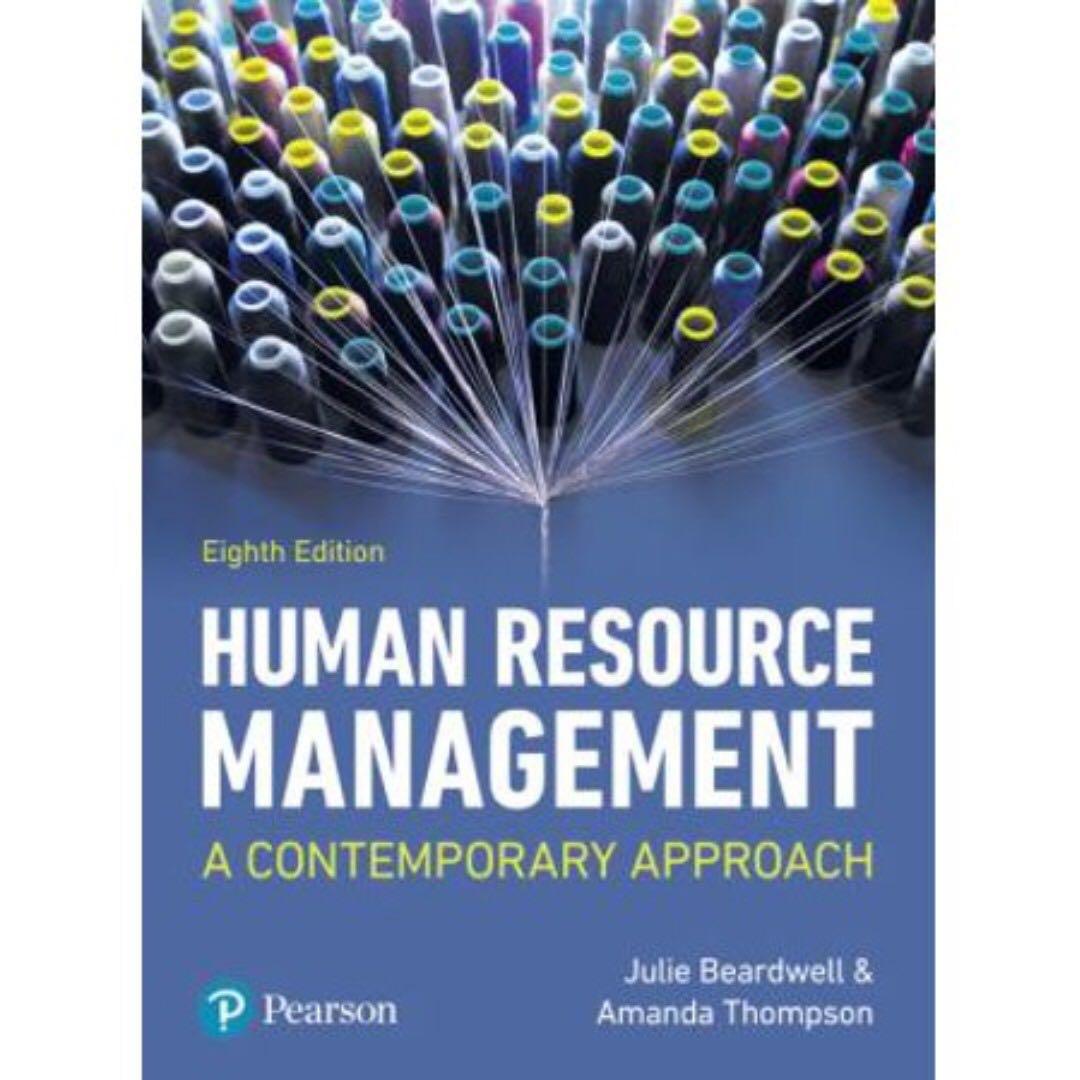 Eighth Edition
HUMAN RESOURCE
MANAGEMENT
A CONTEMPORARY APPROACH
Julie Beardwell &
Amanda Thompson
Pearson